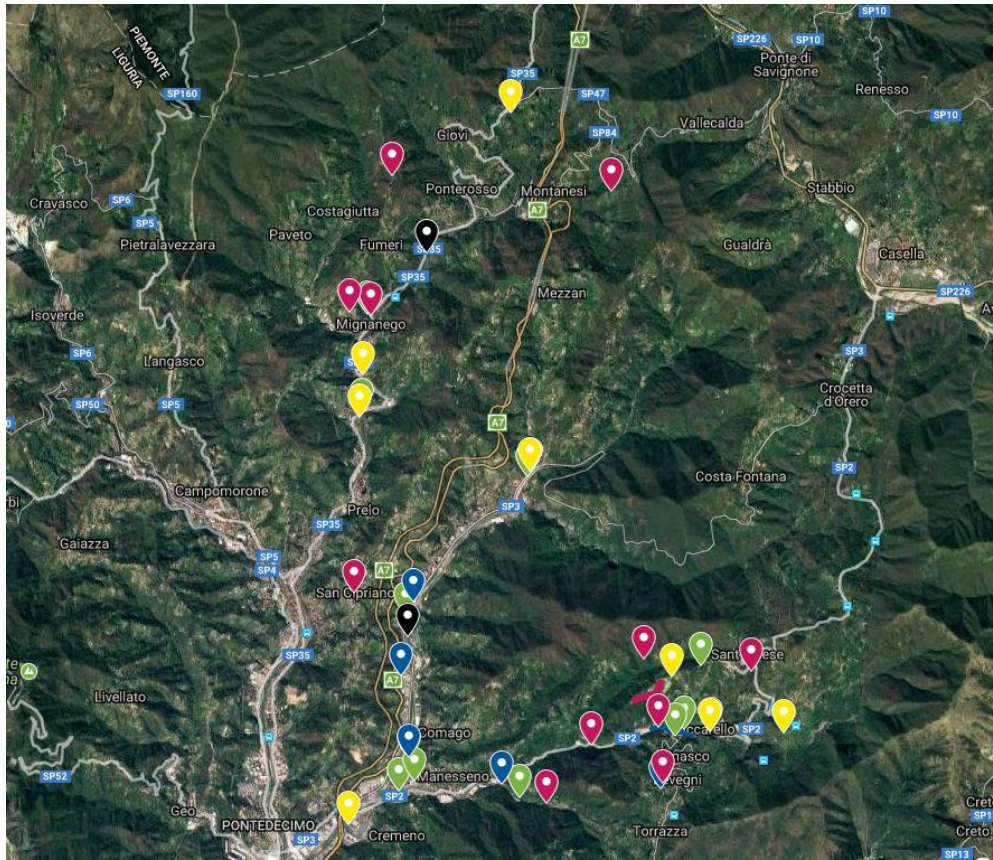 SP10
PIEMONTE
LIGURIA
A7
SP226
SP10
Ponte di
Savignone
SP35
SP160
SP47
Renesso
SP10
Giovi
SP84
Vallecalda
Ponterosso
Montanesi
Stabbio
Cravasco
SP6
SP5
Costagiutta
A7
Paveto
Fumeri
SP35
Pietralavezzara
Gualdrà
Casella
SP35
Mezzan
SP226
Isoverde
Mignanego
SP6
Langasco
SP3
Crocetta
d'Orero
SP50
SP5
A7
SP2
Costa Fontana
Campomorone
SP3
Prelo
SP35
Gaiazza
SP5
SP4
A7
San Cipriano
SP35
A7
Livellato
Comago
SP2
SP2
Manesseno
SP52
SP2
Geo
PONTEDECIMO
SP3
Cremeno
Torrazza
Creto
SP13